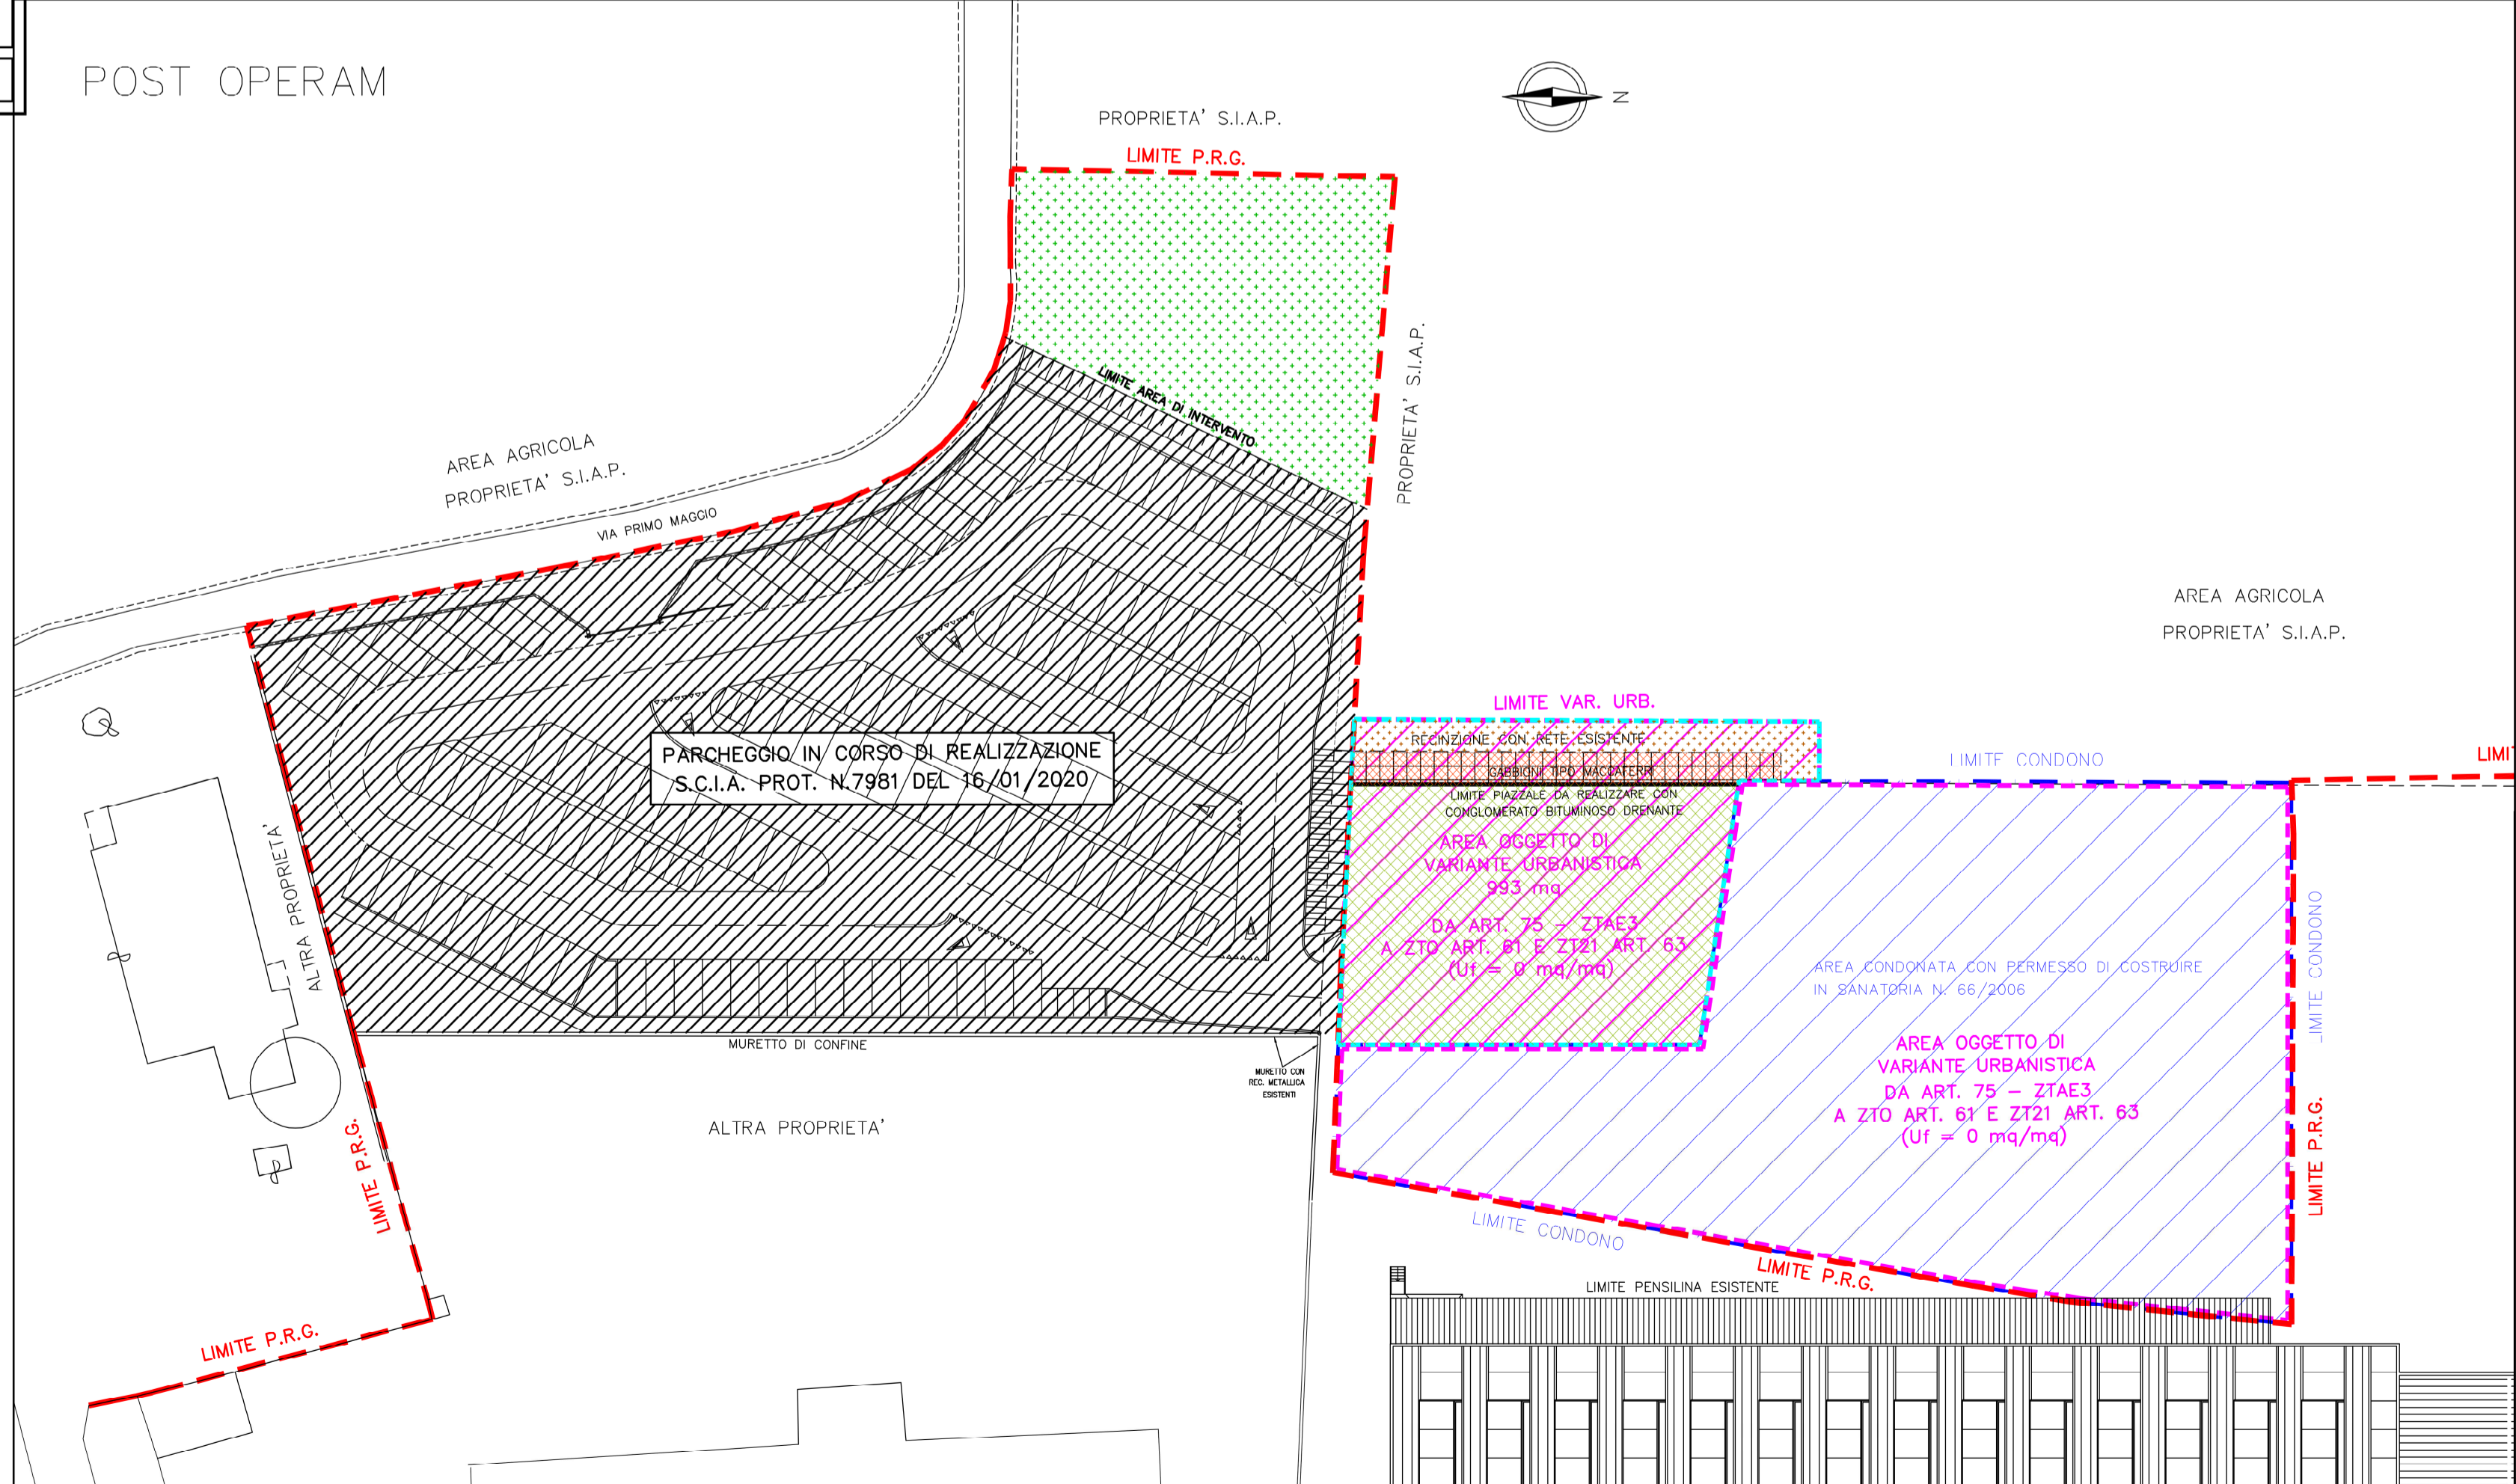 POST OPERAM
N
PROPRIETA' S.I.A.P.
LIMITE P.R.G.
PROPRIETA' S.I.A.P.
LIMITE AREA DI INTERVENTO
AREA AGRICOLA
PROPRIETA' S.I.A.P.
VIA PRIMO MAGGIO
AREA AGRICOLA
PROPRIETA' S.I.A.P.
LIMITE VAR. URB.
RECINZIONE CON RETE ESISTENTE
GABBIONI TIPO MACCAFERRI
LIMITE PIAZZALE DA REALIZZARE CON
CONGLOMERATO BITUMINOSO DRENANTE
AREA OGGETTO DI
VARIANTE URBANISTICA
993 mq
DA ART. 75 – ZTAE3
A ZTO ART. 61 E ZT21 ART. 63
(Uf = 0 mq/mq)
LIMITE CONDONO
LIMIT
PARCHEGGIO IN CORSO DI REALIZZAZIONE
S.C.I.A. PROT. N.7981 DEL 16/01/2020
ALTRA PROPRIETA'
LIMITE CONDONO
AREA CONDONATA CON PERMESSO DI COSTRUIRE
IN SANATORIA N. 66/2006
AREA OGGETTO DI
VARIANTE URBANISTICA
DA ART. 75 – ZTAE3
A ZTO ART. 61 E ZT21 ART. 63
(Uf = 0 mq/mq)
MURETTO DI CONFINE
MURETTO CON
REC. METALLICA
ESISTENTI
ALTRA PROPRIETA'
LIMITE P.R.G.
LIMITE P.R.G.
LIMITE CONDONO
LIMITE P.R.G.
LIMITE PENSILINA ESISTENTE
LIMITE P.R.G.